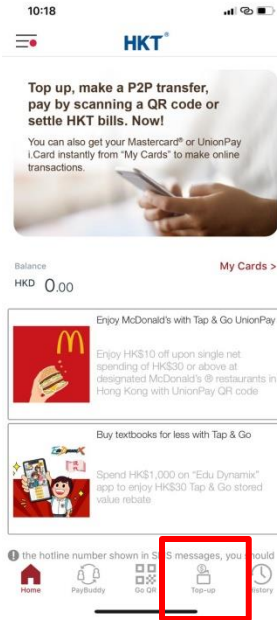 10:18
HKT®
Top up, make a P2P transfer,
pay by scanning a QR code or
settle HKT bills. Now!
You can also get your Mastercard® or UnionPay
i.Card instantly from "My Cards" to make online
transactions.
Balance
My Cards >
HKD 0.00
Enjoy McDonald's with Tap & Go UnionPay
Enjoy HK$10 off upon single net
spending of HK$30 or above at
designated McDonald's ® restaurants in
Hong Kong with UnionPay QR code
Buy textbooks for less with Tap & Go
Spend HK$1,000 on "Edu Dynamix"
app to enjoy HK$30 Tap & Go stored
value rebate
the hotline number shown in SMS messages, you should
Home
PayBuddy
Go QR
Top-up
History